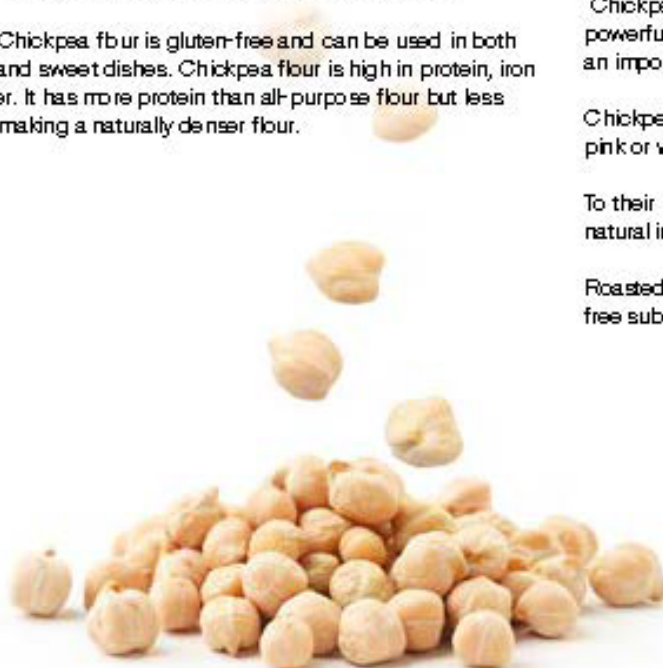 Chickpea flour is gluten-free and can be used in both
and sweet dishes. Chickpea flour is high in protein, iron
er. It has more protein than all-purpose flour but less
making a naturally denser flour.
Chickpe
powerfu
an impo
Chickpe
pink or w
To their
natural in
Roasted
free sub